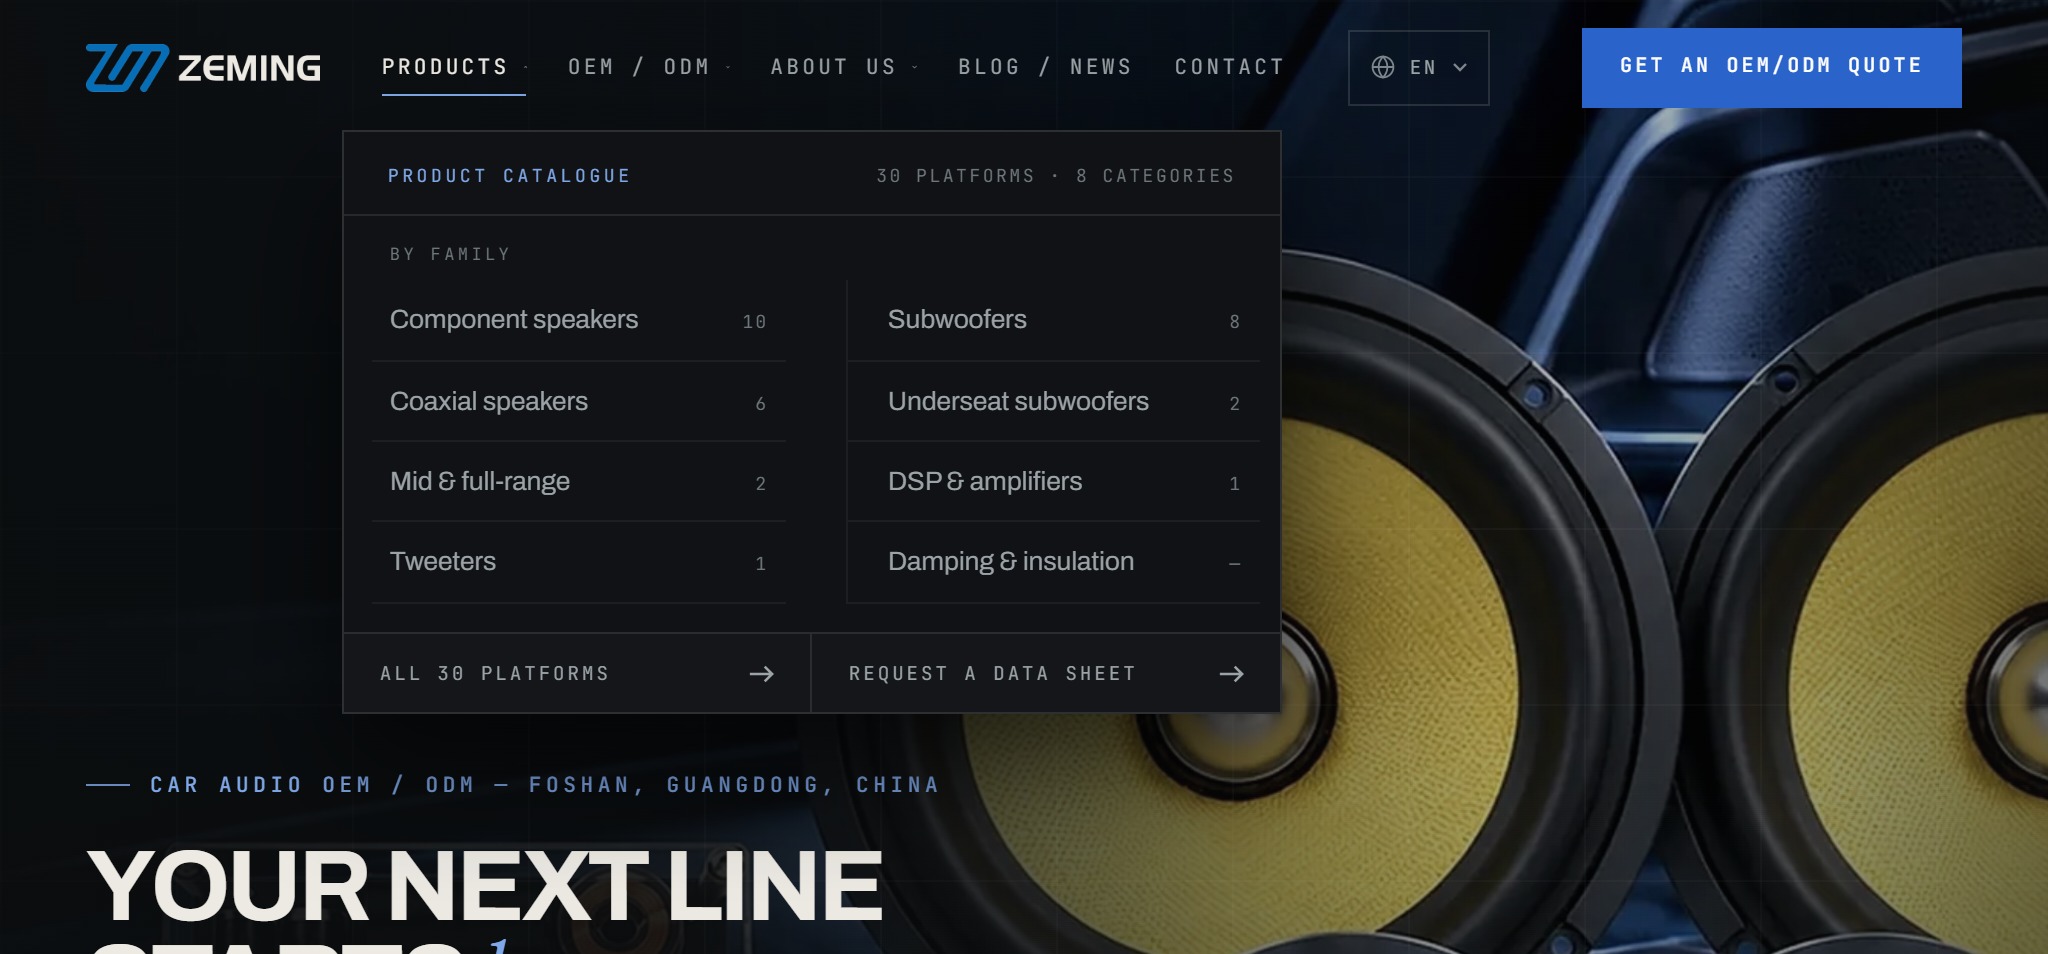 ZEMING
PRODUCTS
OEM / ODM
ABOUT US
BLOG / NEWS
CONTACT
EN
GET AN OEM/ODM QUOTE
PRODUCT CATALOGUE
30 PLATFORMS · 8 CATEGORIES
BY FAMILY
Component speakers 10
Subwoofers 8
Coaxial speakers 6
Underseat subwoofers 2
Mid & full-range 2
DSP & amplifiers 1
Tweeters 1
Damping & insulation —
ALL 30 PLATFORMS →
REQUEST A DATA SHEET →
CAR AUDIO OEM / ODM — FOSHAN, GUANGDONG, CHINA
YOUR NEXT LINE
STARTS